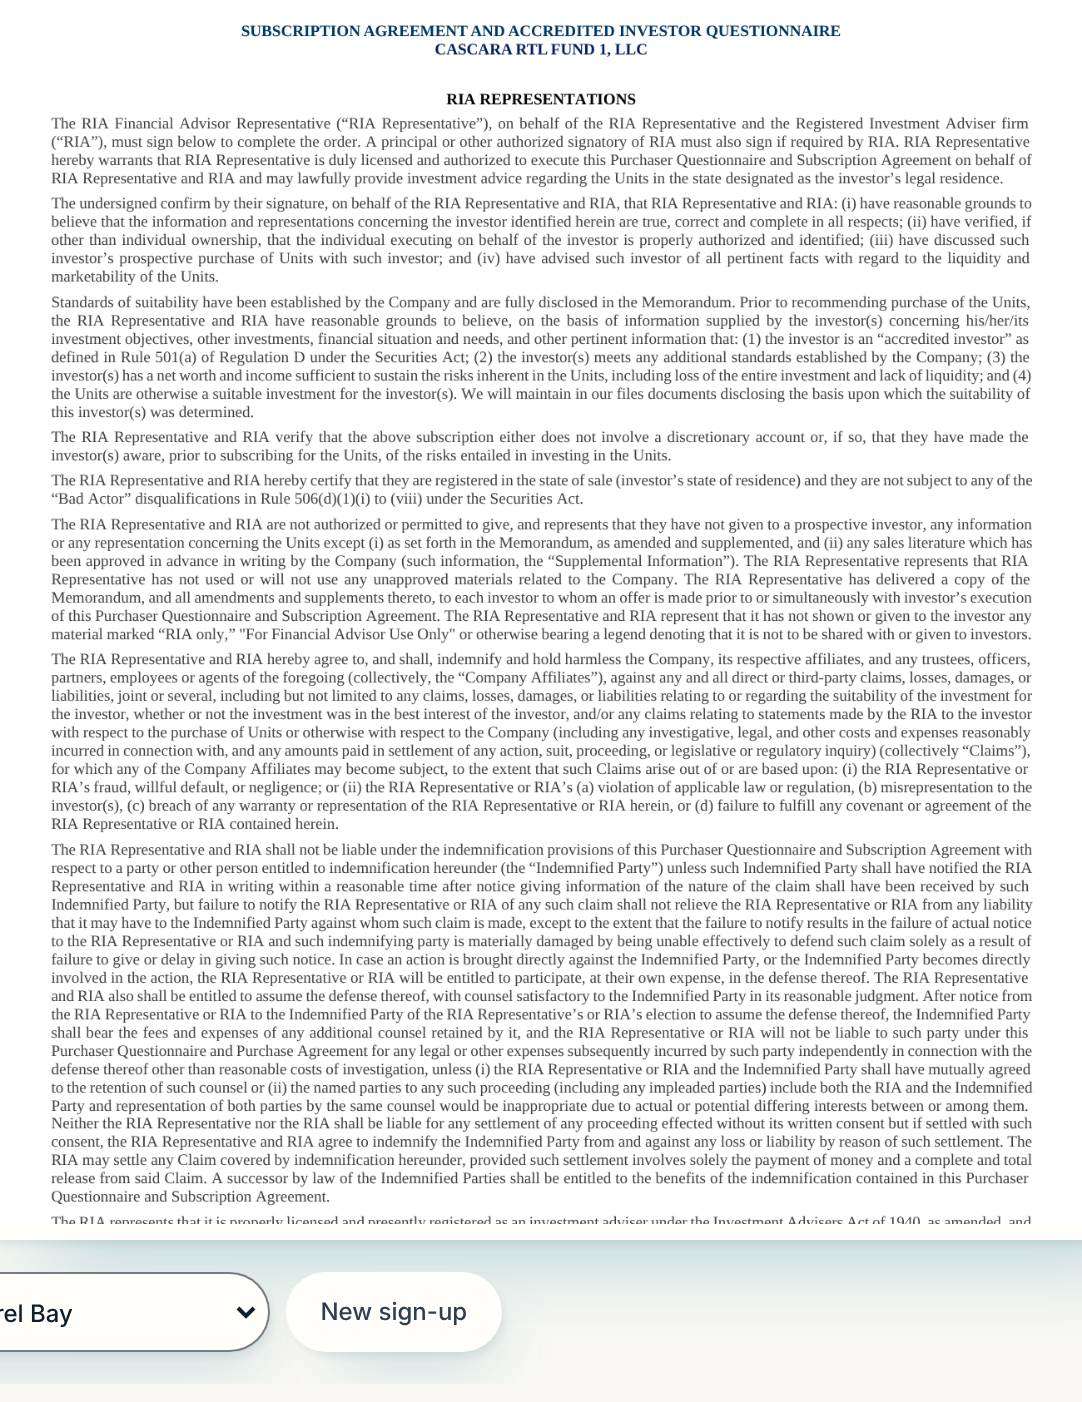 SUBSCRIPTION AGREEMENT AND ACCREDITED INVESTOR QUESTIONNAIRE
CASCARA RTL FUND 1, LLC
RIA REPRESENTATIONS
The RIA Financial Advisor Representative (“RIA Representative”), on behalf of the RIA Representative and the Registered Investment Adviser firm
(“RIA”), must sign below to complete the order. A principal or other authorized signatory of RIA must also sign if required by RIA. RIA Representative
hereby warrants that RIA Representative is duly licensed and authorized to execute this Purchaser Questionnaire and Subscription Agreement on behalf of
RIA Representative and RIA and may lawfully provide investment advice regarding the Units in the state designated as the investor’s legal residence.
The undersigned confirm by their signature, on behalf of the RIA Representative and RIA, that RIA Representative and RIA: (i) have reasonable grounds to
believe that the information and representations concerning the investor identified herein are true, correct and complete in all respects; (ii) have verified, if
other than individual ownership, that the individual executing on behalf of the investor is properly authorized and identified; (iii) have discussed such
investor’s prospective purchase of Units with such investor; and (iv) have advised such investor of all pertinent facts with regard to the liquidity and
marketability of the Units.
Standards of suitability have been established by the Company and are fully disclosed in the Memorandum. Prior to recommending purchase of the Units,
the RIA Representative and RIA have reasonable grounds to believe, on the basis of information supplied by the investor(s) concerning his/her/its
investment objectives, other investments, financial situation and needs, and other pertinent information that: (1) the investor is an “accredited investor” as
defined in Rule 501(a) of Regulation D under the Securities Act; (2) the investor(s) meets any additional standards established by the Company; (3) the
investor(s) has a net worth and income sufficient to sustain the risks inherent in the Units, including loss of the entire investment and lack of liquidity; and (4)
the Units are otherwise a suitable investment for the investor(s). We will maintain in our files documents disclosing the basis upon which the suitability of
this investor(s) was determined.
The RIA Representative and RIA verify that the above subscription either does not involve a discretionary account or, if so, that they have made the
investor(s) aware, prior to subscribing for the Units, of the risks entailed in investing in the Units.
The RIA Representative and RIA hereby certify that they are registered in the state of sale (investor’s state of residence) and they are not subject to any of the
“Bad Actor” disqualifications in Rule 506(d)(1)(i) to (viii) under the Securities Act.
The RIA Representative and RIA are not authorized or permitted to give, and represents that they have not given to a prospective investor, any information
or any representation concerning the Units except (i) as set forth in the Memorandum, as amended and supplemented, and (ii) any sales literature which has
been approved in advance in writing by the Company (such information, the “Supplemental Information”). The RIA Representative represents that RIA
Representative has not used or will not use any unapproved materials related to the Company. The RIA Representative has delivered a copy of the
Memorandum, and all amendments and supplements thereto, to each investor to whom an offer is made prior to or simultaneously with investor’s execution
of this Purchaser Questionnaire and Subscription Agreement. The RIA Representative and RIA represent that it has not shown or given to the investor any
material marked “RIA only,” "For Financial Advisor Use Only" or otherwise bearing a legend denoting that it is not to be shared with or given to investors.
The RIA Representative and RIA hereby agree to, and shall, indemnify and hold harmless the Company, its respective affiliates, and any trustees, officers,
partners, employees or agents of the foregoing (collectively, the “Company Affiliates”), against any and all direct or third-party claims, losses, damages, or
liabilities, joint or several, including but not limited to any claims, losses, damages, or liabilities relating to or regarding the suitability of the investment for
the investor, whether or not the investment was in the best interest of the investor, and/or any claims relating to statements made by the RIA to the investor
with respect to the purchase of Units or otherwise with respect to the Company (including any investigative, legal, and other costs and expenses reasonably
incurred in connection with, and any amounts paid in settlement of any action, suit, proceeding, or legislative or regulatory inquiry) (collectively “Claims”),
for which any of the Company Affiliates may become subject, to the extent that such Claims arise out of or are based upon: (i) the RIA Representative or
RIA’s fraud, willful default, or negligence; or (ii) the RIA Representative or RIA’s (a) violation of applicable law or regulation, (b) misrepresentation to the
investor(s), (c) breach of any warranty or representation of the RIA Representative or RIA herein, or (d) failure to fulfill any covenant or agreement of the
RIA Representative or RIA contained herein.
The RIA Representative and RIA shall not be liable under the indemnification provisions of this Purchaser Questionnaire and Subscription Agreement with
respect to a party or other person entitled to indemnification hereunder (the “Indemnified Party”) unless such Indemnified Party shall have notified the RIA
Representative and RIA in writing within a reasonable time after notice giving information of the nature of the claim shall have been received by such
Indemnified Party, but failure to notify the RIA Representative or RIA of any such claim shall not relieve the RIA Representative or RIA from any liability
that it may have to the Indemnified Party against whom such claim is made, except to the extent that the failure to notify results in the failure of actual notice
to the RIA Representative or RIA and such indemnifying party is materially damaged by being unable effectively to defend such claim solely as a result of
failure to give or delay in giving such notice. In case an action is brought directly against the Indemnified Party, or the Indemnified Party becomes directly
involved in the action, the RIA Representative or RIA will be entitled to participate, at their own expense, in the defense thereof. The RIA Representative
and RIA also shall be entitled to assume the defense thereof, with counsel satisfactory to the Indemnified Party in its reasonable judgment. After notice from
the RIA Representative or RIA to the Indemnified Party of the RIA Representative’s or RIA’s election to assume the defense thereof, the Indemnified Party
shall bear the fees and expenses of any additional counsel retained by it, and the RIA Representative or RIA will not be liable to such party under this
Purchaser Questionnaire and Purchase Agreement for any legal or other expenses subsequently incurred by such party independently in connection with the
defense thereof other than reasonable costs of investigation, unless (i) the RIA Representative or RIA and the Indemnified Party shall have mutually agreed
to the retention of such counsel or (ii) the named parties to any such proceeding (including any impleaded parties) include both the RIA and the Indemnified
Party and representation of both parties by the same counsel would be inappropriate due to actual or potential differing interests between or among them.
Neither the RIA Representative nor the RIA shall be liable for any settlement of any proceeding effected without its written consent but if settled with such
consent, the RIA Representative and RIA agree to indemnify the Indemnified Party from and against any loss or liability by reason of such settlement. The
RIA may settle any Claim covered by indemnification hereunder, provided such settlement involves solely the payment of money and a complete and total
release from said Claim. A successor by law of the Indemnified Parties shall be entitled to the benefits of the indemnification contained in this Purchaser
Questionnaire and Subscription Agreement.
The RIA represents that it is properly licensed and presently registered as an investment adviser under the Investment Advisers Act of 1940, as amended, and
rel Bay
New sign-up